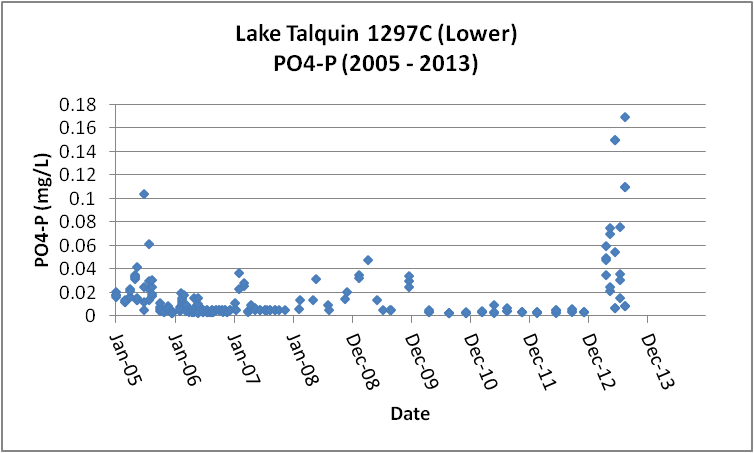 Lake Talquin 1297C (Lower)
PO4-P (2005 - 2013)
PO4-P (mg/L)
0.18
0.16
0.14
0.12
0.1
0.08
0.06
0.04
0.02
0
Jan-05
Jan-06
Jan-07
Jan-08
Dec-08
Dec-09
Dec-10
Dec-11
Dec-12
Dec-13
Date